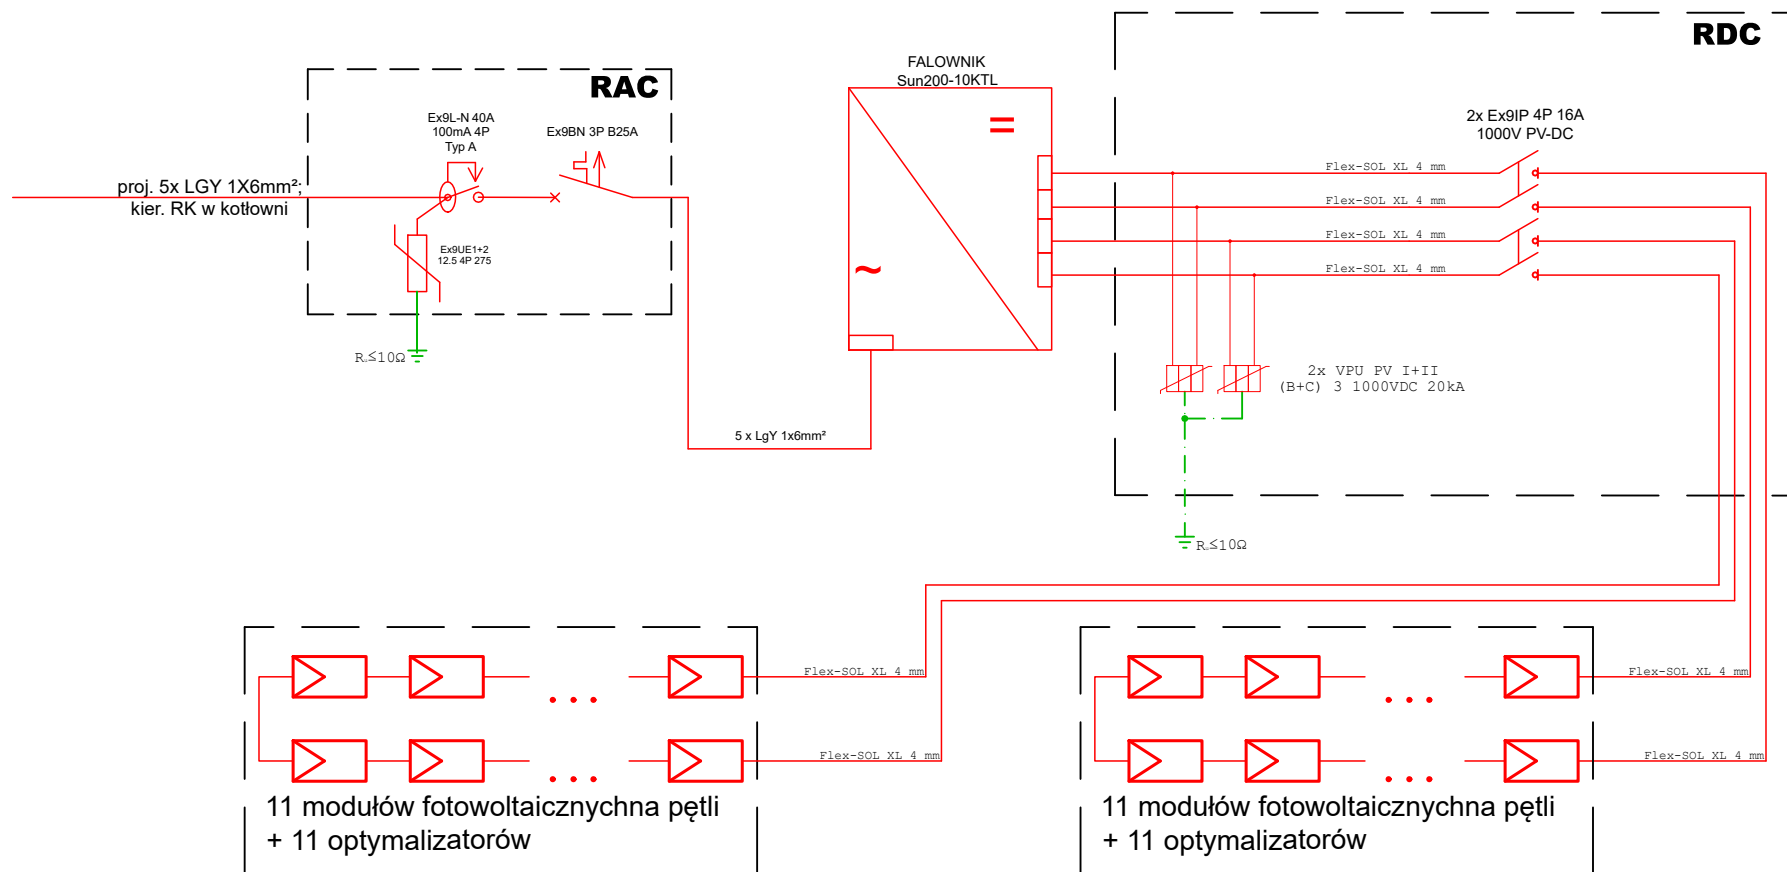 RAC
Ex9L-N 40A
100mA 4P
Typ A
Ex9BN 3P B25A
proj. 5x LGY 1X6mm²;
kier. RK w kotłowni
Ex9UE1+2
12.5 4P 275
R≤10Ω
5 x LgY 1x6mm²
FALOWNIK
Sun200-10KTL
=
~
RDC
2x Ex9IP 4P 16A
1000V PV-DC
Flex-SOL XL 4 mm
Flex-SOL XL 4 mm
Flex-SOL XL 4 mm
Flex-SOL XL 4 mm
2x VPU PV I+II
(B+C) 3 1000VDC 20kA
R≤10Ω
Flex-SOL XL 4 mm
Flex-SOL XL 4 mm
11 modułów fotowoltaicznychna pętli
+ 11 optymalizatorów
Flex-SOL XL 4 mm
Flex-SOL XL 4 mm
11 modułów fotowoltaicznychna pętli
+ 11 optymalizatorów